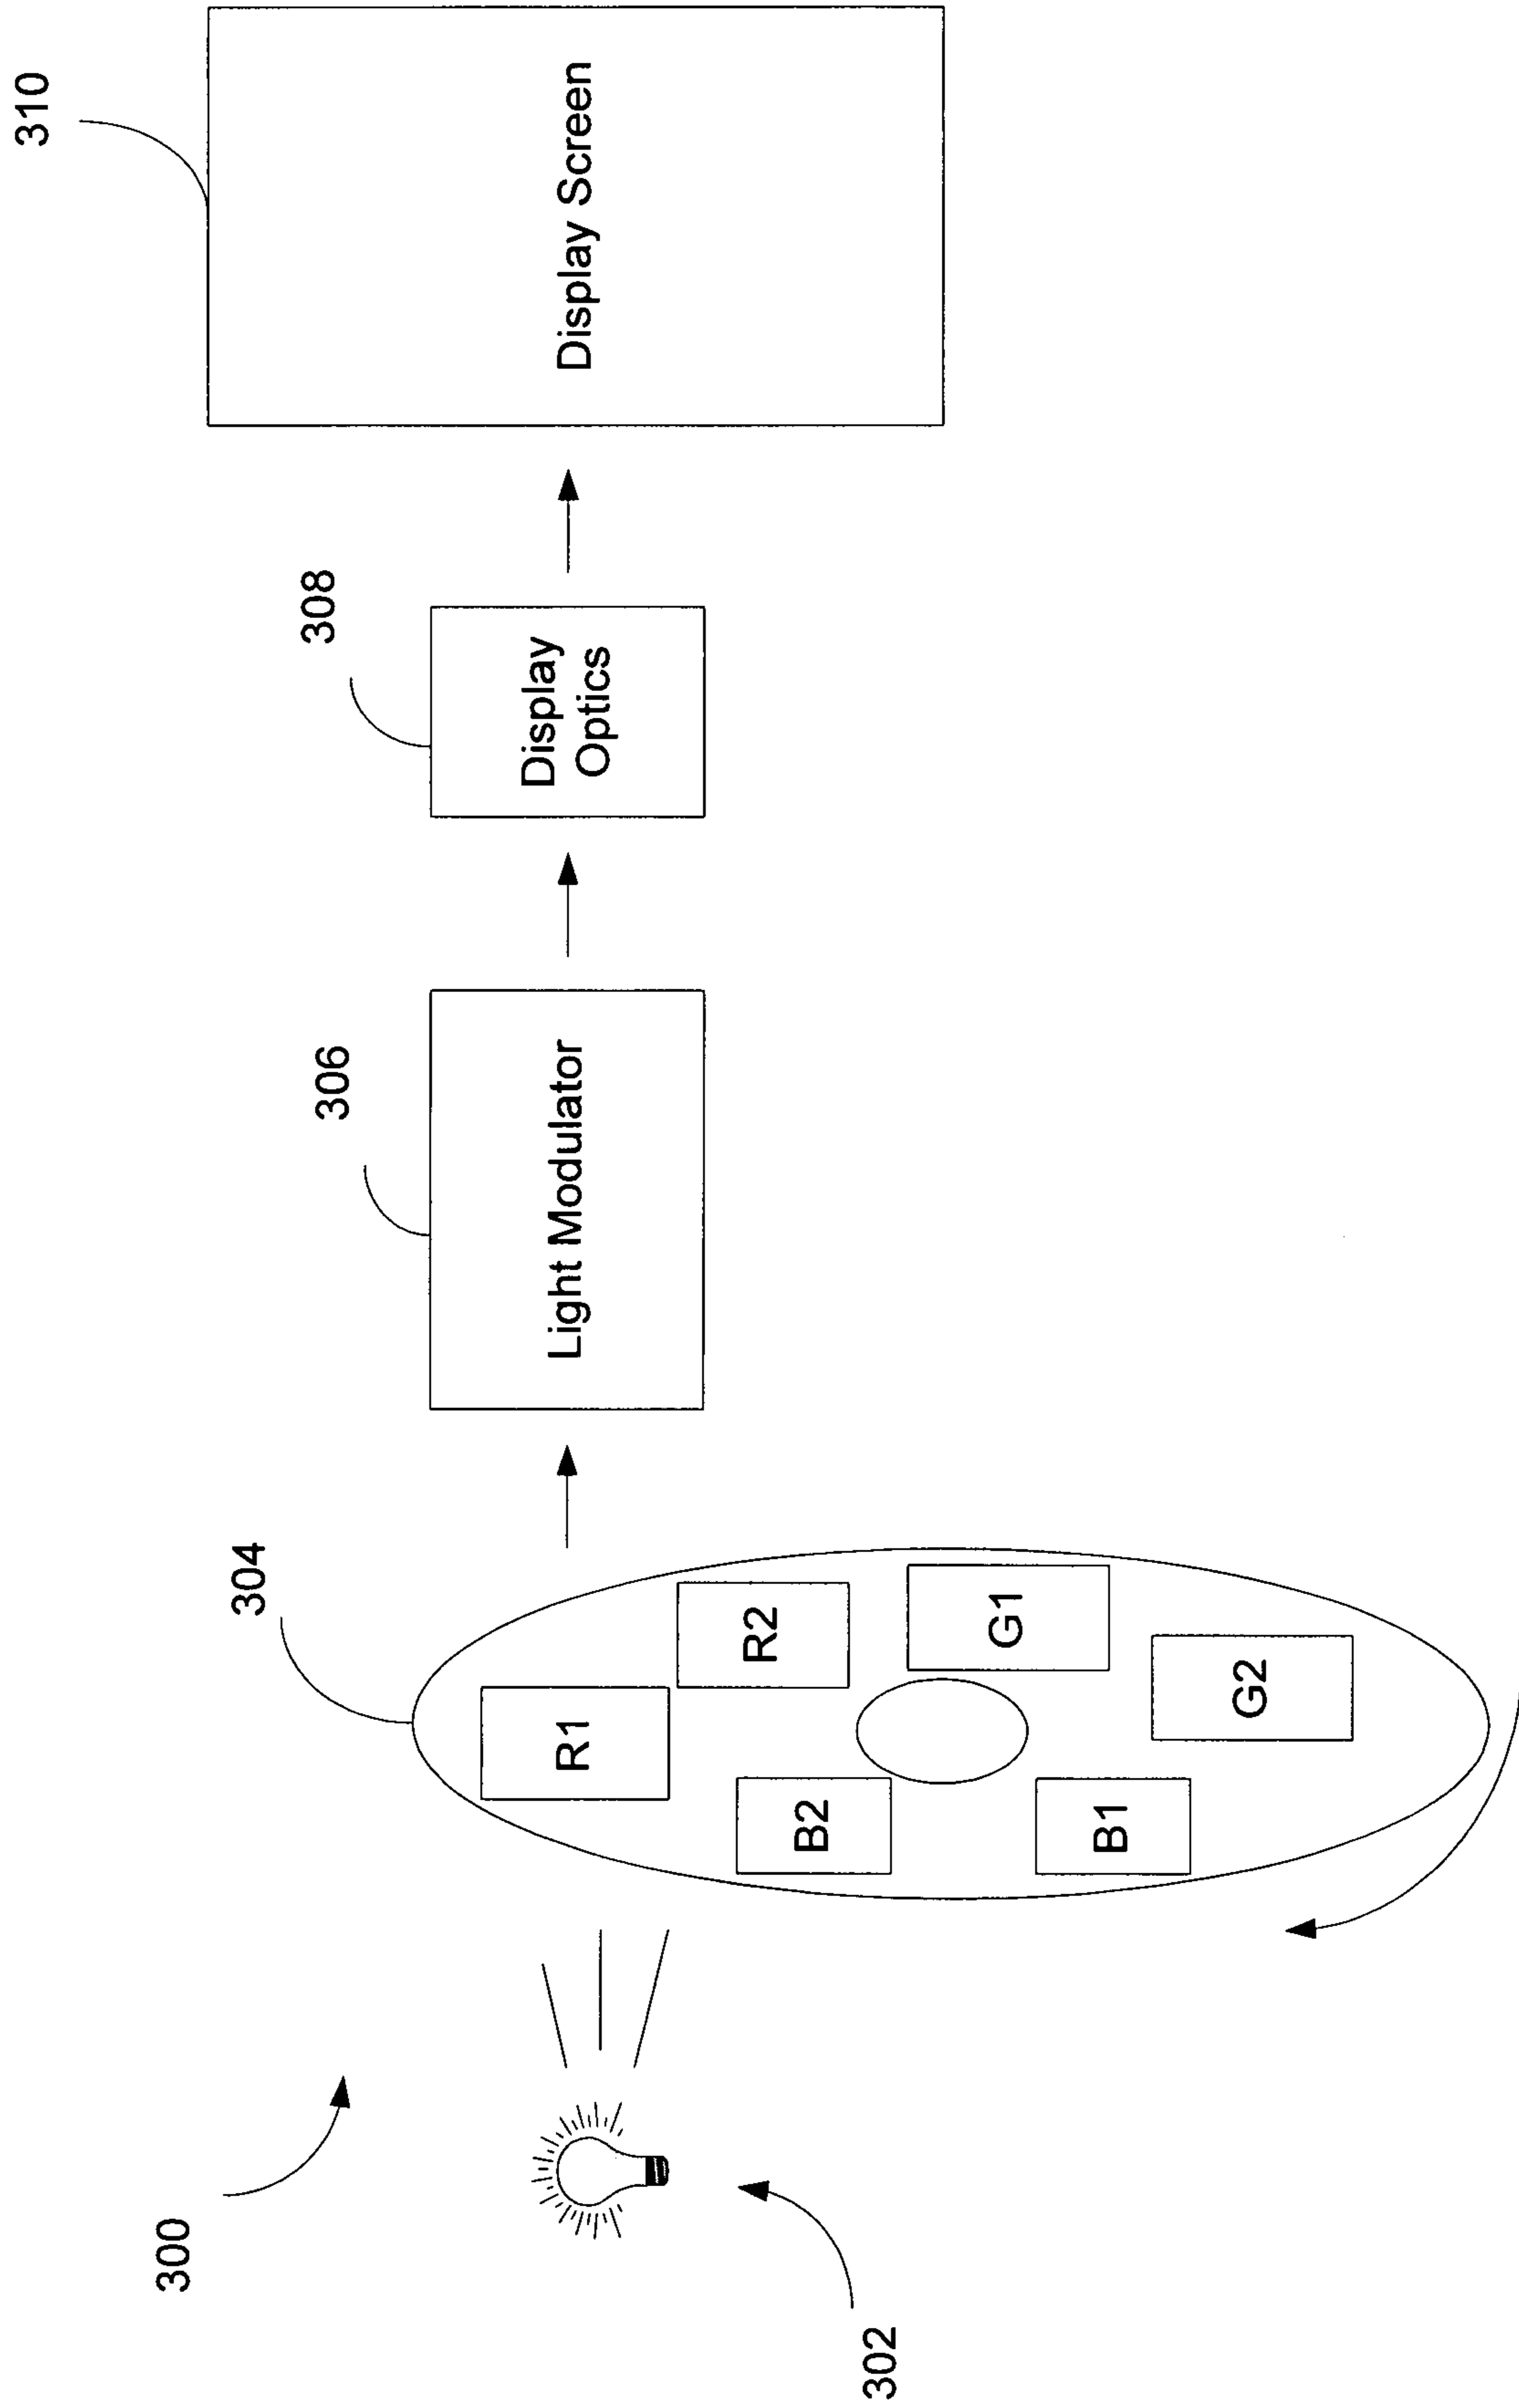 300
302
304
R1
R2
B2
G1
B1
G2
306
Light Modulator
308
Display
Optics
310
Display Screen